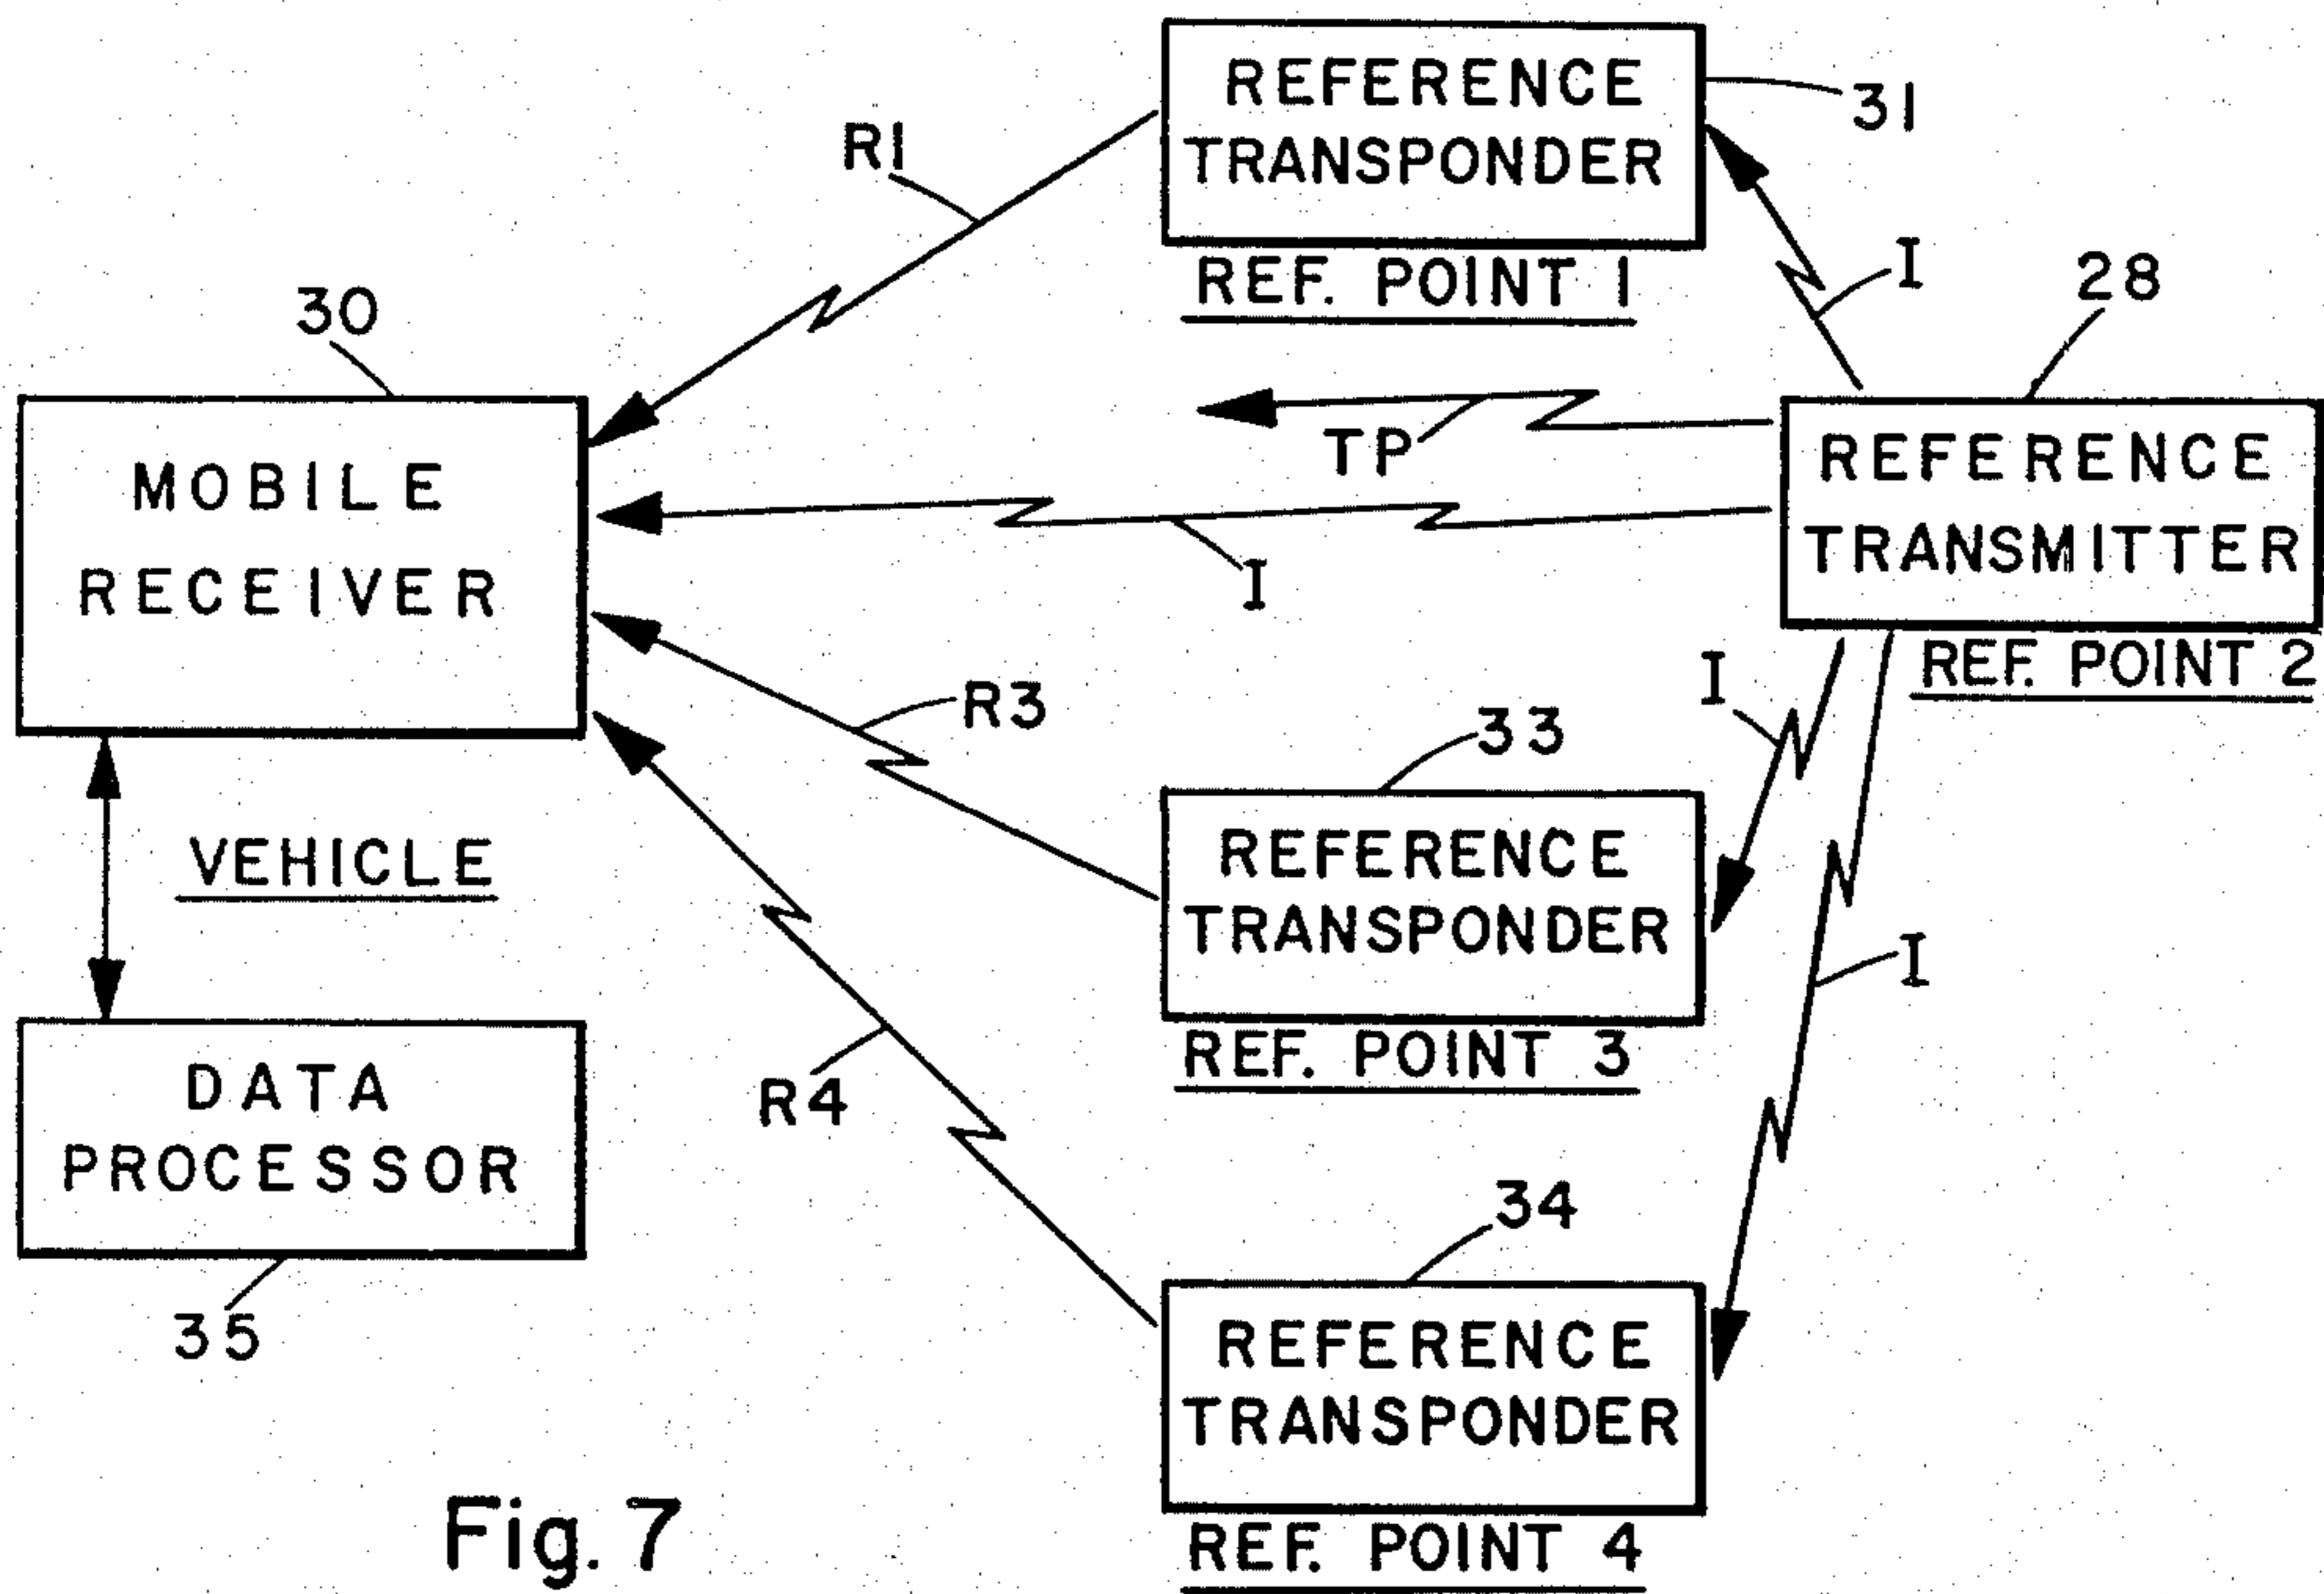 REFERENCE
TRANSPONDER
31
REF. POINT 1
R1
I
28
30
MOBILE
RECEIVER
TP
I
REFERENCE
TRANSMITTER
REF. POINT 2
I
R3
33
VEHICLE
REFERENCE
TRANSPONDER
REF. POINT 3
I
DATA
PROCESSOR
35
R4
34
REFERENCE
TRANSPONDER
REF. POINT 4
Fig. 7